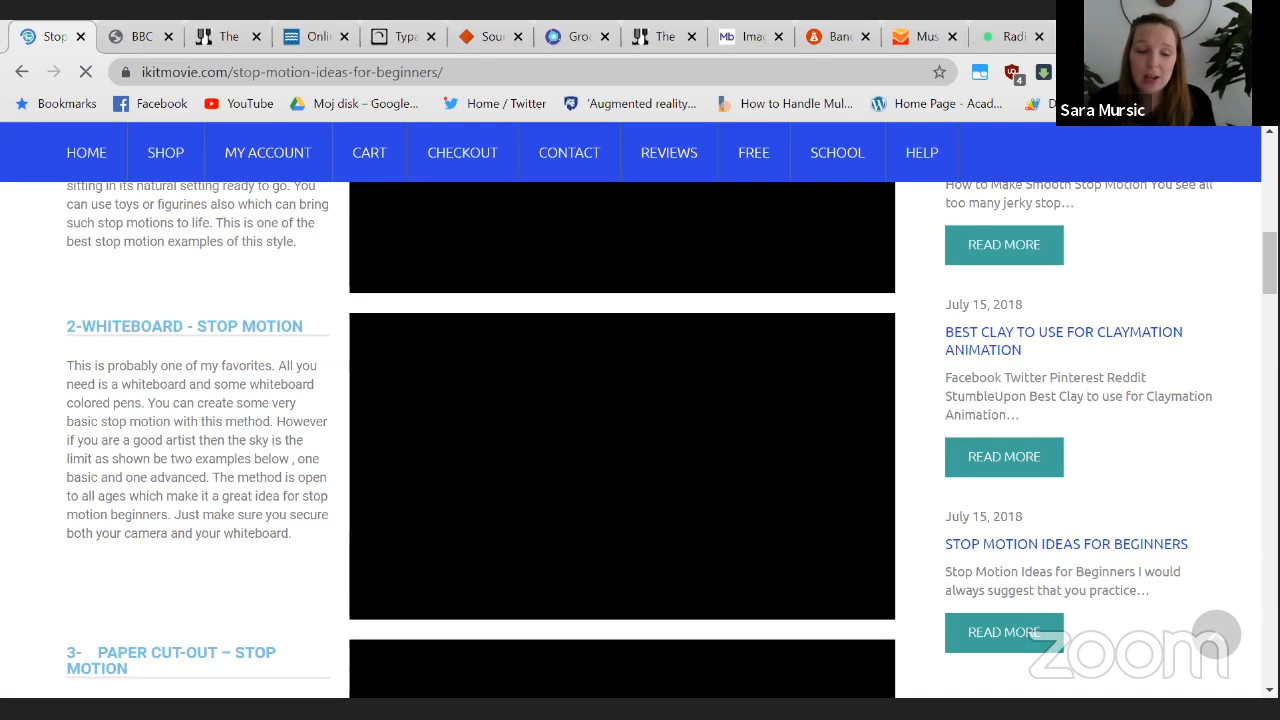 Stop
BBC
The
Onli
Typa
Sour
Groo
The
Imag
Band
Mus
Radi
ikitmovie.com/stop-motion-ideas-for-beginners/
4
Bookmarks
Facebook
YouTube
Moj disk – Google...
Home / Twitter
'Augmented reality...
How to Handle Mul...
Home Page - Acad...
Sara Mursic
HOME
SHOP
MY ACCOUNT
CART
CHECKOUT
CONTACT
REVIEWS
FREE
SCHOOL
HELP
sitting in its natural setting ready to go. You
can use toys or figurines also which can bring
such stop motions to life. This is one of the
best stop motion examples of this style.
2-WHITEBOARD - STOP MOTION
This is probably one of my favorites. All you
need is a whiteboard and some whiteboard
colored pens. You can create some very
basic stop motion with this method. However
if you are a good artist then the sky is the
limit as shown be two examples below , one
basic and one advanced. The method is open
to all ages which make it a great idea for stop
motion beginners. Just make sure you secure
both your camera and your whiteboard.
3- PAPER CUT-OUT – STOP
MOTION
How to Make Smooth Stop Motion You see all
too many jerky stop…
READ MORE
July 15, 2018
BEST CLAY TO USE FOR CLAYMATION
ANIMATION
Facebook Twitter Pinterest Reddit
StumbleUpon Best Clay to use for Claymation
Animation…
READ MORE
July 15, 2018
STOP MOTION IDEAS FOR BEGINNERS
Stop Motion Ideas for Beginners I would
always suggest that you practice…
READ MORE
zoom